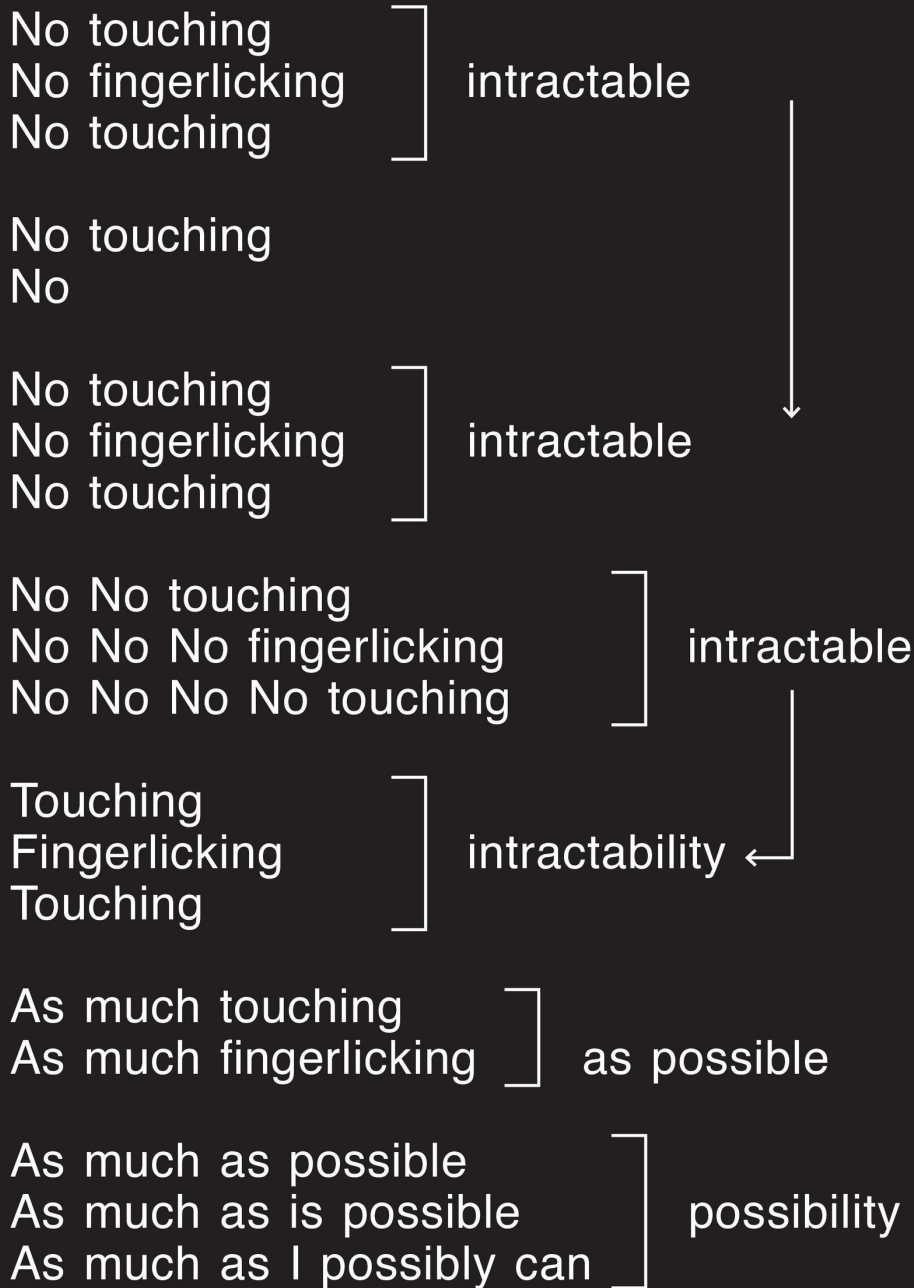 No touching
No fingerlicking
No touching
intractable
No touching
No
No touching
No fingerlicking
No touching
intractable
No No touching
No No No fingerlicking
No No No No touching
intractable
Touching
Fingerlicking
Touching
intractability
As much touching
As much fingerlicking
as possible
As much as possible
As much as is possible
As much as I possibly can
possibility